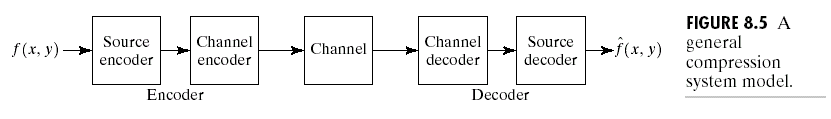 f(x, y)
Source
encoder
Channel
encoder
Channel
Channel
decoder
Source
decoder
f̂(x, y)
Encoder
Decoder
FIGURE 8.5 A
general
compression
system model.